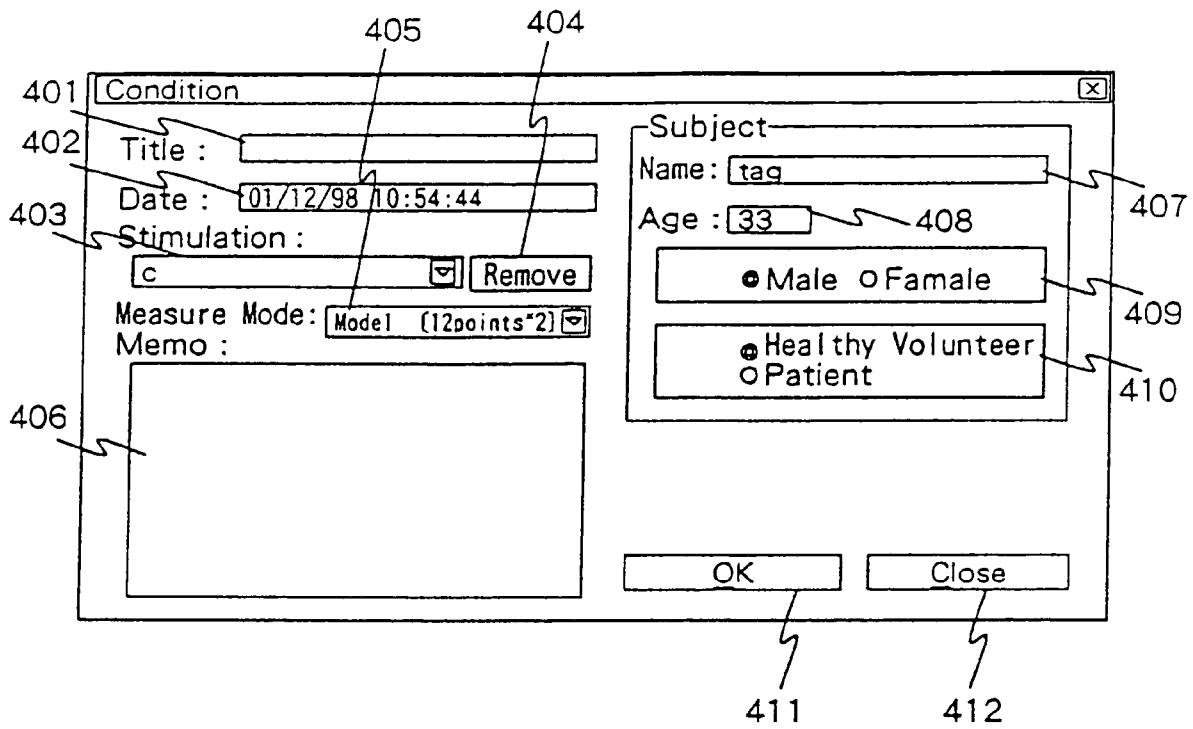 405
404
401
Condition
402
Title :
Date : 01/12/98 10:54:44
403
Stimulation :
c
Remove
Measure Mode: Mode1 (12points*2)
Memo :
406
Subject
Name: tag
407
Age : 33
408
Male Famale
409
Healthy Volunteer
Patient
410
OK
Close
411
412